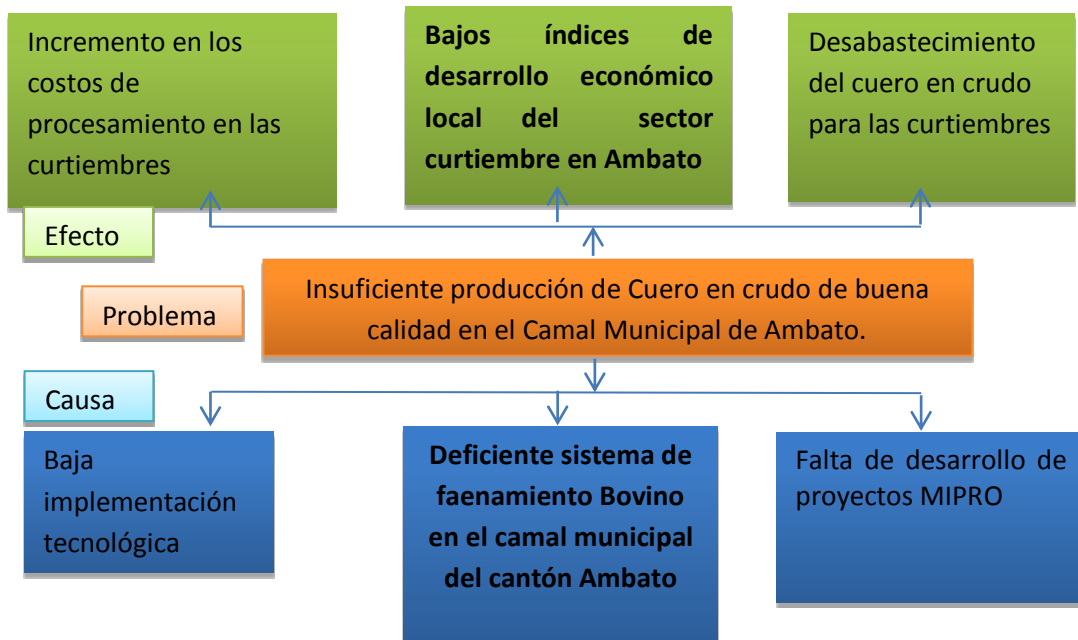 Incremento en los
costos de
procesamiento en las
curtiembres
Bajos índices de
desarrollo económico
local del sector
curtiembre en Ambato
Desabastecimiento
del cuero en crudo
para las curtiembres
Efecto
Problema
Insuficiente producción de Cuero en crudo de buena
calidad en el Camal Municipal de Ambato.
Causa
Baja
implementación
tecnológica
Deficiente sistema de
faenamiento Bovino
en el camal municipal
del cantón Ambato
Falta de desarrollo de
proyectos MIPRO